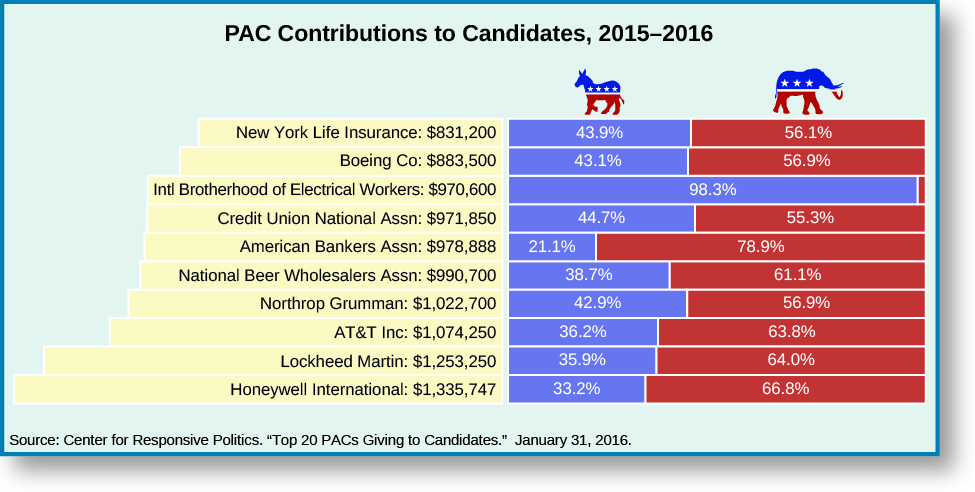 PAC Contributions to Candidates, 2015–2016
New York Life Insurance: $831,200 43.9% 56.1%
Boeing Co: $883,500 43.1% 56.9%
Intl Brotherhood of Electrical Workers: $970,600 98.3%
Credit Union National Assn: $971,850 44.7% 55.3%
American Bankers Assn: $978,888 21.1% 78.9%
National Beer Wholesalers Assn: $990,700 38.7% 61.1%
Northrop Grumman: $1,022,700 42.9% 56.9%
AT&T Inc: $1,074,250 36.2% 63.8%
Lockheed Martin: $1,253,250 35.9% 64.0%
Honeywell International: $1,335,747 33.2% 66.8%
Source: Center for Responsive Politics. “Top 20 PACs Giving to Candidates.” January 31, 2016.